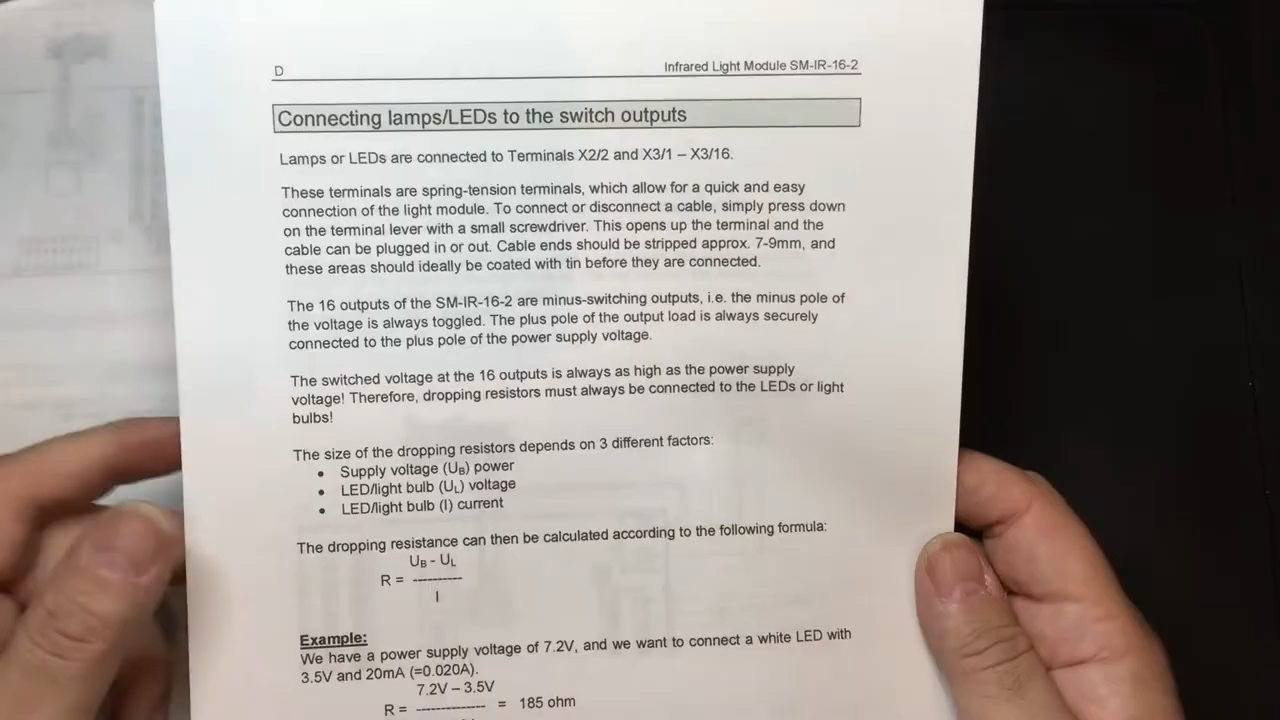 D
Infrared Light Module SM-IR-16-2
Connecting lamps/LEDs to the switch outputs
Lamps or LEDs are connected to Terminals X2/2 and X3/1 – X3/16.
These terminals are spring-tension terminals, which allow for a quick and easy
connection of the light module. To connect or disconnect a cable, simply press down
on the terminal lever with a small screwdriver. This opens up the terminal and the
cable can be plugged in or out. Cable ends should be stripped approx. 7-9mm, and
these areas should ideally be coated with tin before they are connected.
The 16 outputs of the SM-IR-16-2 are minus-switching outputs, i.e. the minus pole of
the voltage is always toggled. The plus pole of the output load is always securely
connected to the plus pole of the power supply voltage.
The switched voltage at the 16 outputs is always as high as the power supply
voltage! Therefore, dropping resistors must always be connected to the LEDs or light
bulbs!
The size of the dropping resistors depends on 3 different factors:
• Supply voltage (UB) power
• LED/light bulb (UL) voltage
• LED/light bulb (I) current
The dropping resistance can then be calculated according to the following formula:
UB - UL
R = ----------
I
Example:
We have a power supply voltage of 7.2V, and we want to connect a white LED with
3.5V and 20mA (=0.020A).
7.2V – 3.5V
R = -------------- = 185 ohm